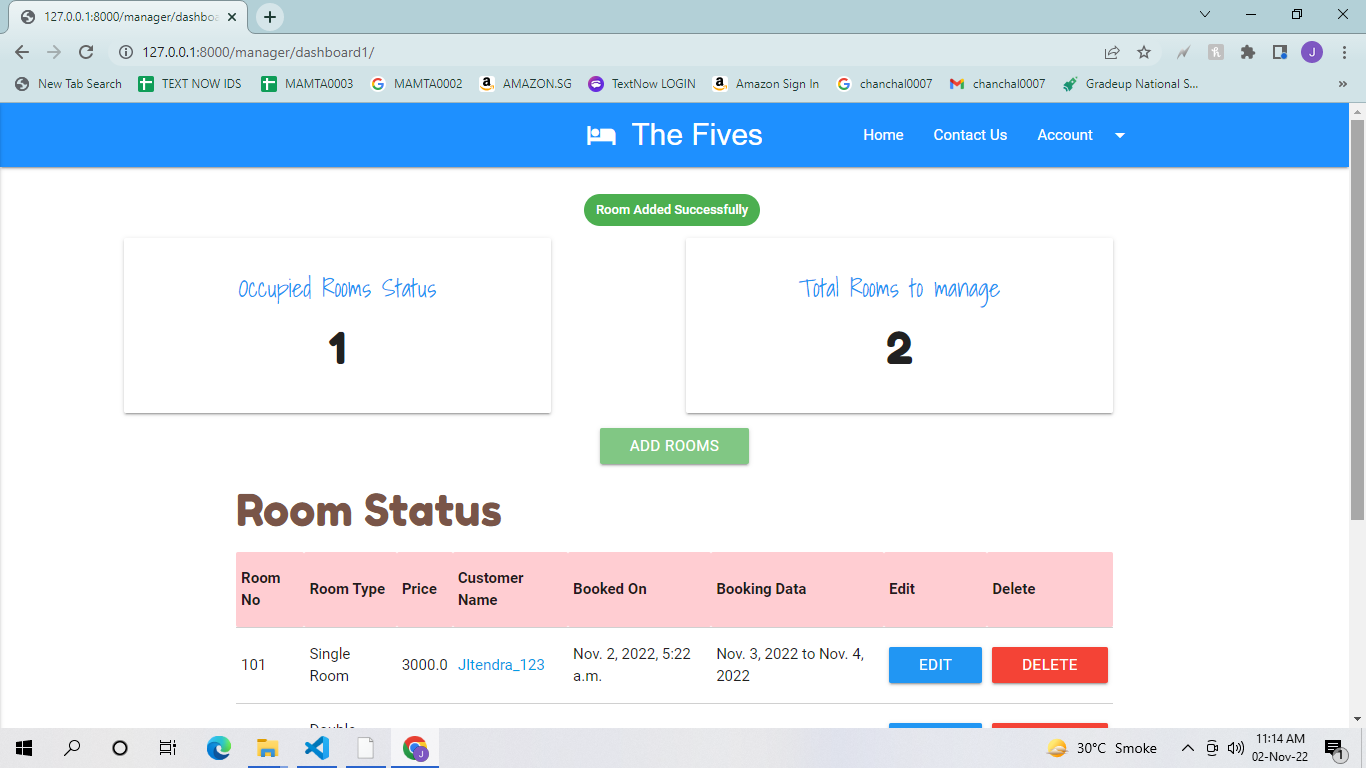 127.0.0.1:8000/manager/dashboa
127.0.0.1:8000/manager/dashboard1/
J
New Tab Search
TEXT NOW IDS
MAMTA0003
MAMTA0002
AMAZON.SG
TextNow LOGIN
Amazon Sign In
chanchal0007
chanchal0007
Gradeup National S...
The Fives
Home
Contact Us
Account
Room Added Successfully
Occupied Rooms Status
1
Total Rooms to manage
2
ADD ROOMS
Room Status
Room No
Room Type
Price
Customer Name
Booked On
Booking Data
Edit
Delete
101
Single Room
3000.0
JItendra_123
Nov. 2, 2022, 5:22 a.m.
Nov. 3, 2022 to Nov. 4, 2022
EDIT
DELETE
30°C Smoke
11:14 AM
02-Nov-22
1